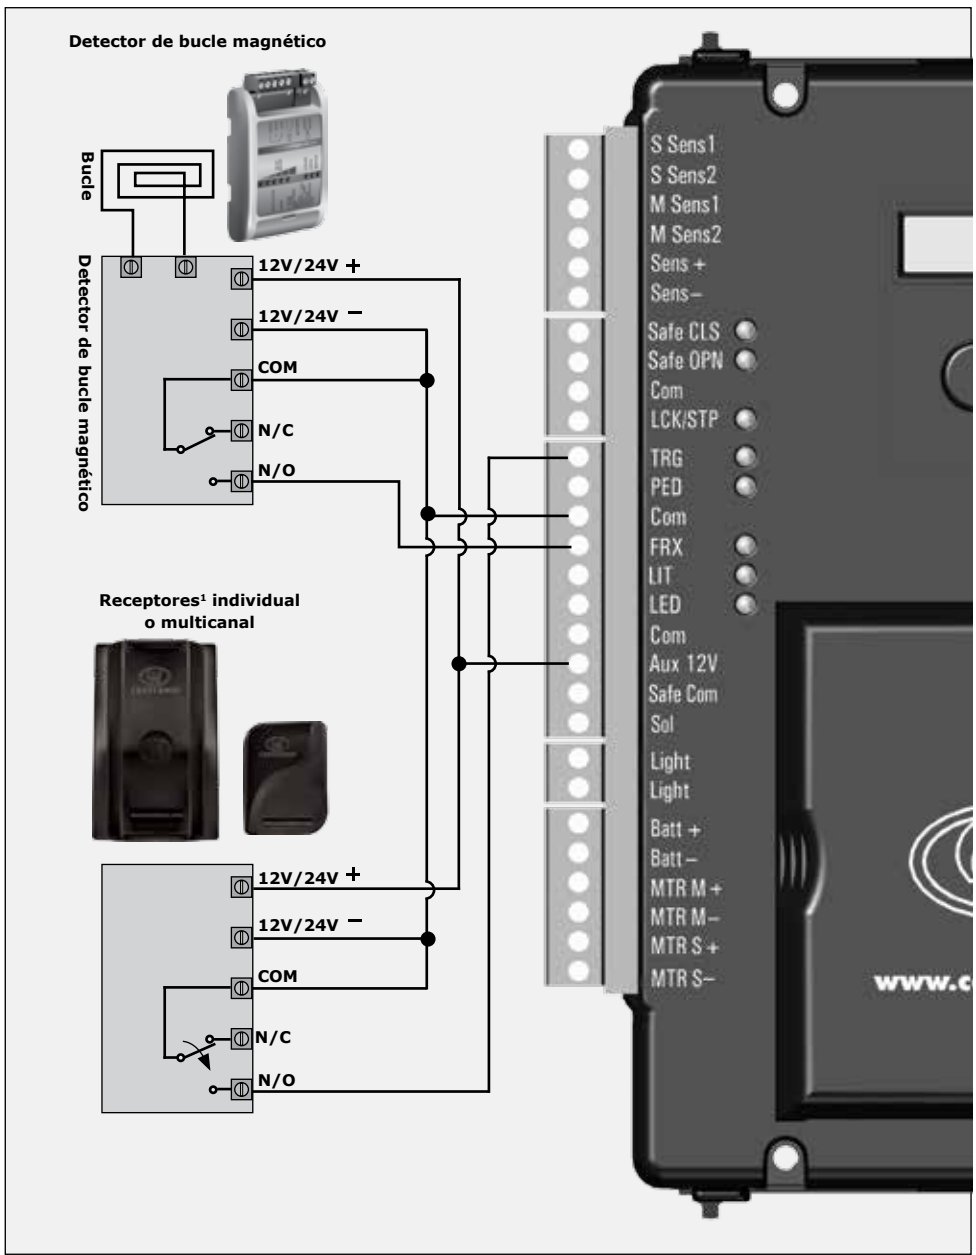 Detector de bucle magnético
Bucle
Detector de bucle magnético
12V/24V +
12V/24V −
COM
N/C
N/O
Receptores¹ individual
o multicanal
12V/24V +
12V/24V −
COM
N/C
N/O
S Sens1
S Sens2
M Sens1
M Sens2
Sens +
Sens−
Safe CLS
Safe OPN
Com
LCK/STP
TRG
PED
Com
FRX
LIT
LED
Com
Aux 12V
Safe Com
Sol
Light
Light
Batt +
Batt −
MTR M +
MTR M−
MTR S +
MTR S−
www.c